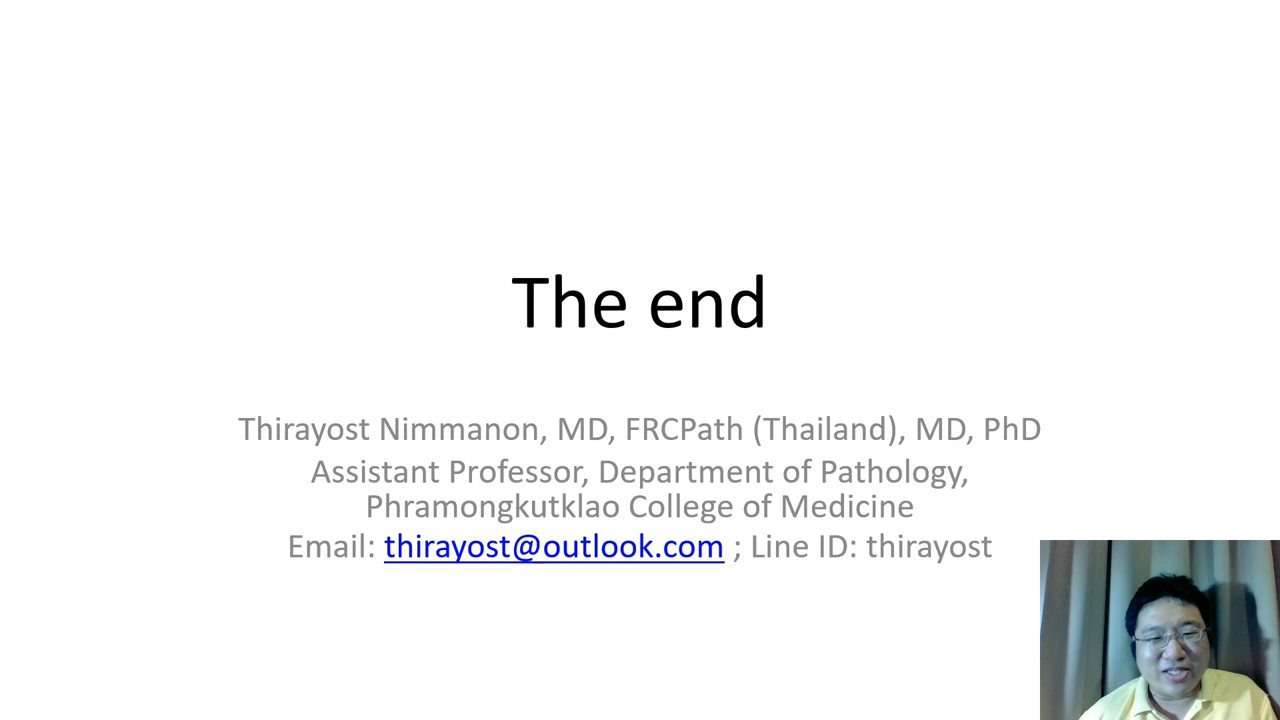 The end
Thirayost Nimmanon, MD, FRCPath (Thailand), MD, PhD
Assistant Professor, Department of Pathology,
Phramongkutklao College of Medicine
Email: thirayost@outlook.com ; Line ID: thirayost